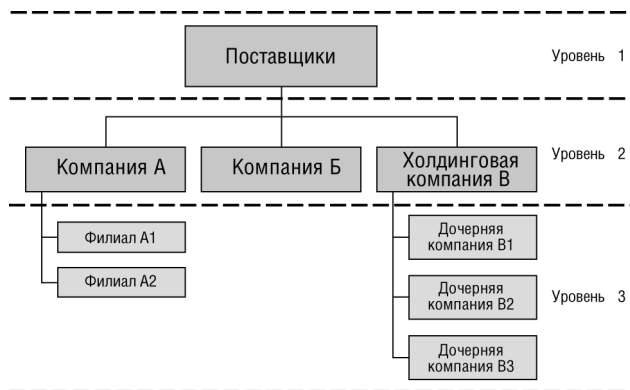 Поставщики
Уровень 1
Компания А
Компания Б
Холдинговая
компания В
Уровень 2
Филиал А1
Филиал А2
Дочерняя
компания В1
Дочерняя
компания В2
Уровень 3
Дочерняя
компания В3